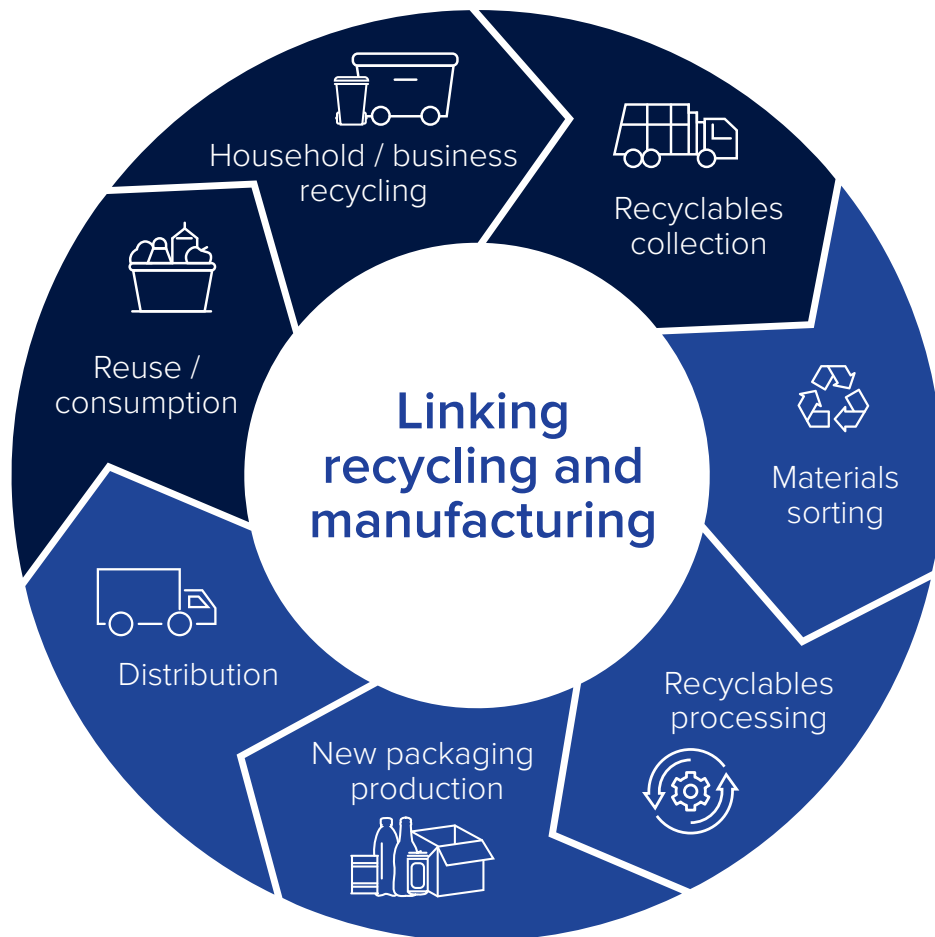 Household / business
recycling
Recyclables
collection
Materials
sorting
Recyclables
processing
New packaging
production
Distribution
Reuse /
consumption
Linking
recycling and
manufacturing